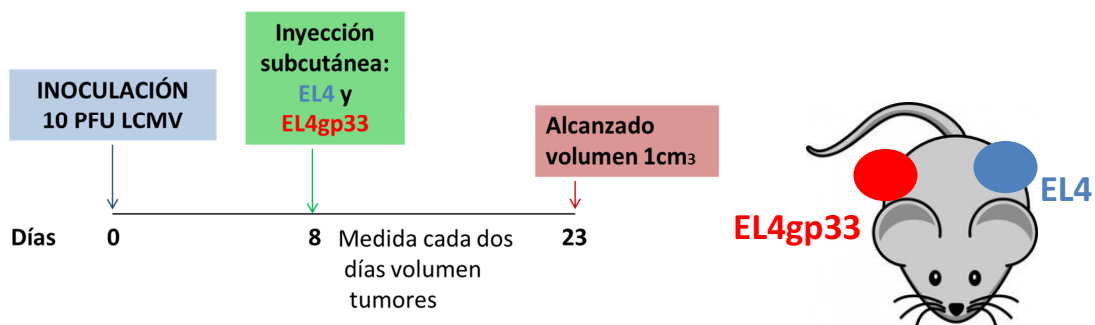 INOCULACIÓN
10 PFU LCMV
Inyección
subcutánea:
EL4 y
EL4gp33
Alcanzado
volumen 1cm3
Días 0 8 23
Medida cada dos
días volumen
tumores
EL4gp33
EL4